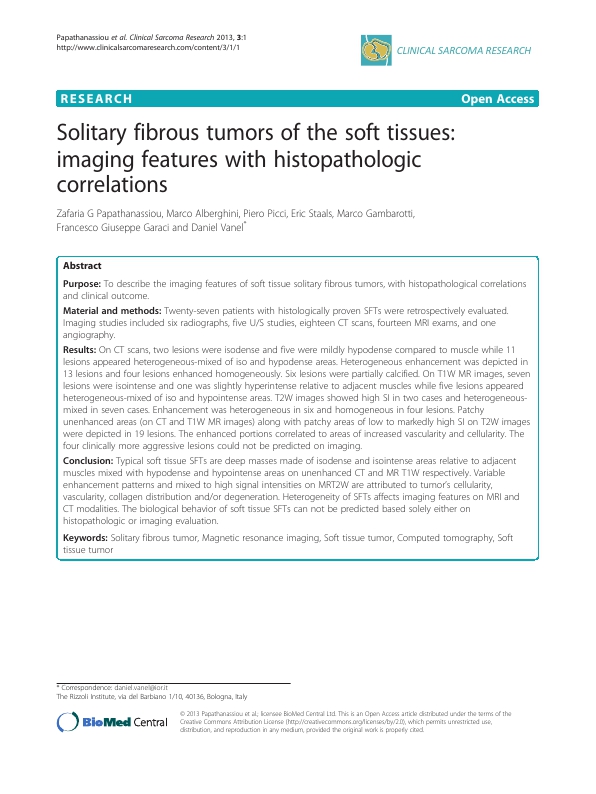 Papathanassiou et al. Clinical Sarcoma Research 2013, 3:1
http://www.clinicalsarcomaresearch.com/content/3/1/1
CLINICAL SARCOMA RESEARCH
RESEARCH Open Access
Solitary fibrous tumors of the soft tissues:
imaging features with histopathologic
correlations
Zafaria G Papathanassiou, Marco Alberghini, Piero Picci, Eric Staals, Marco Gambarotti,
Francesco Giuseppe Garaci and Daniel Vanel*
Abstract
Purpose: To describe the imaging features of soft tissue solitary fibrous tumors, with histopathological correlations
and clinical outcome.
Material and methods: Twenty-seven patients with histologically proven SFTs were retrospectively evaluated.
Imaging studies included six radiographs, five U/S studies, eighteen CT scans, fourteen MRI exams, and one
angiography.
Results: On CT scans, two lesions were isodense and five were mildly hypodense compared to muscle while 11
lesions appeared heterogeneous-mixed of iso and hypodense areas. Heterogeneous enhancement was depicted in
13 lesions and four lesions enhanced homogeneously. Six lesions were partially calcified. On T1W MR images, seven
lesions were isointense and one was slightly hyperintense relative to adjacent muscles while five lesions appeared
heterogeneous-mixed of iso and hypointense areas. T2W images showed high SI in two cases and heterogeneous-
mixed in seven cases. Enhancement was heterogeneous in six and homogeneous in four lesions. Patchy
unenhanced areas (on CT and T1W MR images) along with patchy areas of low to markedly high SI on T2W images
were depicted in 19 lesions. The enhanced portions correlated to areas of increased vascularity and cellularity. The
four clinically more aggressive lesions could not be predicted on imaging.
Conclusion: Typical soft tissue SFTs are deep masses made of isodense and isointense areas relative to adjacent
muscles mixed with hypodense and hypointense areas on unenhanced CT and MR T1W respectively. Variable
enhancement patterns and mixed to high signal intensities on MRT2W are attributed to tumor's cellularity,
vascularity, collagen distribution and/or degeneration. Heterogeneity of SFTs affects imaging features on MRI and
CT modalities. The biological behavior of soft tissue SFTs can not be predicted based solely either on
histopathologic or imaging evaluation.
Keywords: Solitary fibrous tumor, Magnetic resonance imaging, Soft tissue tumor, Computed tomography, Soft
tissue tumor
* Correspondence: daniel.vanel@ior.it
The Rizzoli Institute, via del Barbiano 1/10, 40136, Bologna, Italy
BioMed Central
© 2013 Papathanassiou et al.; licensee BioMed Central Ltd. This is an Open Access article distributed under the terms of the
Creative Commons Attribution License (http://creativecommons.org/licenses/by/2.0), which permits unrestricted use,
distribution, and reproduction in any medium, provided the original work is properly cited.